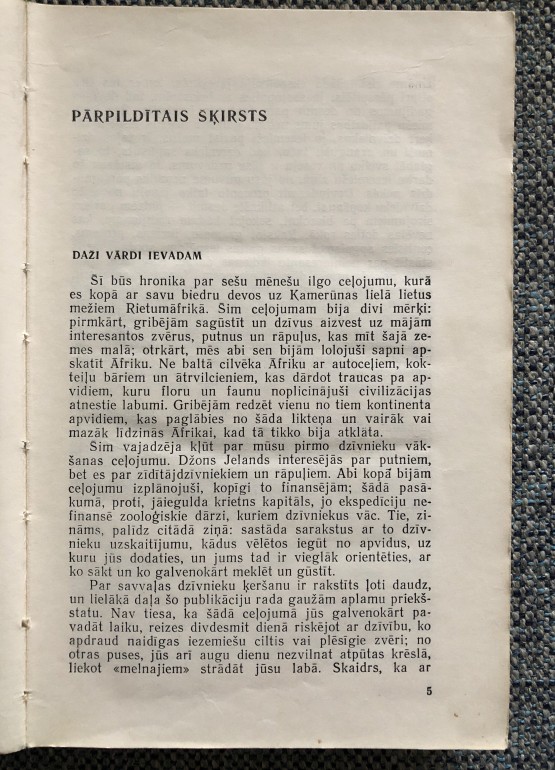 PĀRPILDĪTAIS ŠĶIRSTS
DAŽI VĀRDI IEVADAM
Šī būs hronika par sešu mēnešu ilgo ceļojumu, kurā
es kopā ar savu biedru devos uz Kamerūnas lielā lietus
mežiem Rietumāfrikā. Šim ceļojumam bija divi mērķi:
pirmkārt, gribējām sagūstīt un dzīvus aizvest uz mājām
interesantos zvērus, putnus un rāpuļus, kas mīt šajā ze-
mes malā; otrkārt, mēs abi sen bijām lolojuši sapni ap-
skatīt Āfriku. Ne baltā cilvēka Āfriku ar autoceļiem, kok-
teiļu bāriem un ātrvilcieniem, kas dārdot traucas pa ap-
vidiem, kuru floru un faunu noplicinājuši civilizācijas
atnestie labumi. Gribējām redzēt vienu no tiem kontinenta
apvidiem, kas paglābies no šāda likteņa un vairāk vai
mazāk līdzinās Āfrikai, kad tā tikko bija atklāta.
Šim vajadzēja kļūt par mūsu pirmo dzīvnieku vāk-
šanas ceļojumu. Džons Jelands interesējās par putniem,
bet es par zīdītājdzīvniekiem un rāpuļiem. Abi kopā bijām
ceļojumu izplānojuši, kopīgi to finansējām; šādā pasā-
kumā, proti, jāiegulda krietns kapitāls, jo ekspedīciju ne-
finansē zooloģiskie dārzi, kuriem dzīvniekus vāc. Tie, zi-
nāms, palīdz citādā ziņā: sastāda sarakstus ar to dzīv-
nieku uzskaitījumu, kādus vēlētos iegūt no apvidus, uz
kuru jūs dodaties, un jums tad ir vieglāk orientēties, ar
ko sākt un ko galvenokārt meklēt un gūstīt.
Par savvaļas dzīvnieku ķeršanu ir rakstīts ļoti daudz,
un lielākā daļa šo publikāciju rada gaužām aplamu priekš-
statu. Nav tiesa, ka šādā ceļojumā jūs galvenokārt pa-
vadāt laiku, reizes divdesmit dienā riskējot ar dzīvību, ko
apdraud naidīgas iezemiešu ciltis vai plēsīgie zvēri; no
otras puses, jūs arī augu dienu nezvilnat atpūtas krēslā,
liekot «melnajiem» strādāt jūsu labā. Skaidrs, ka ar
5